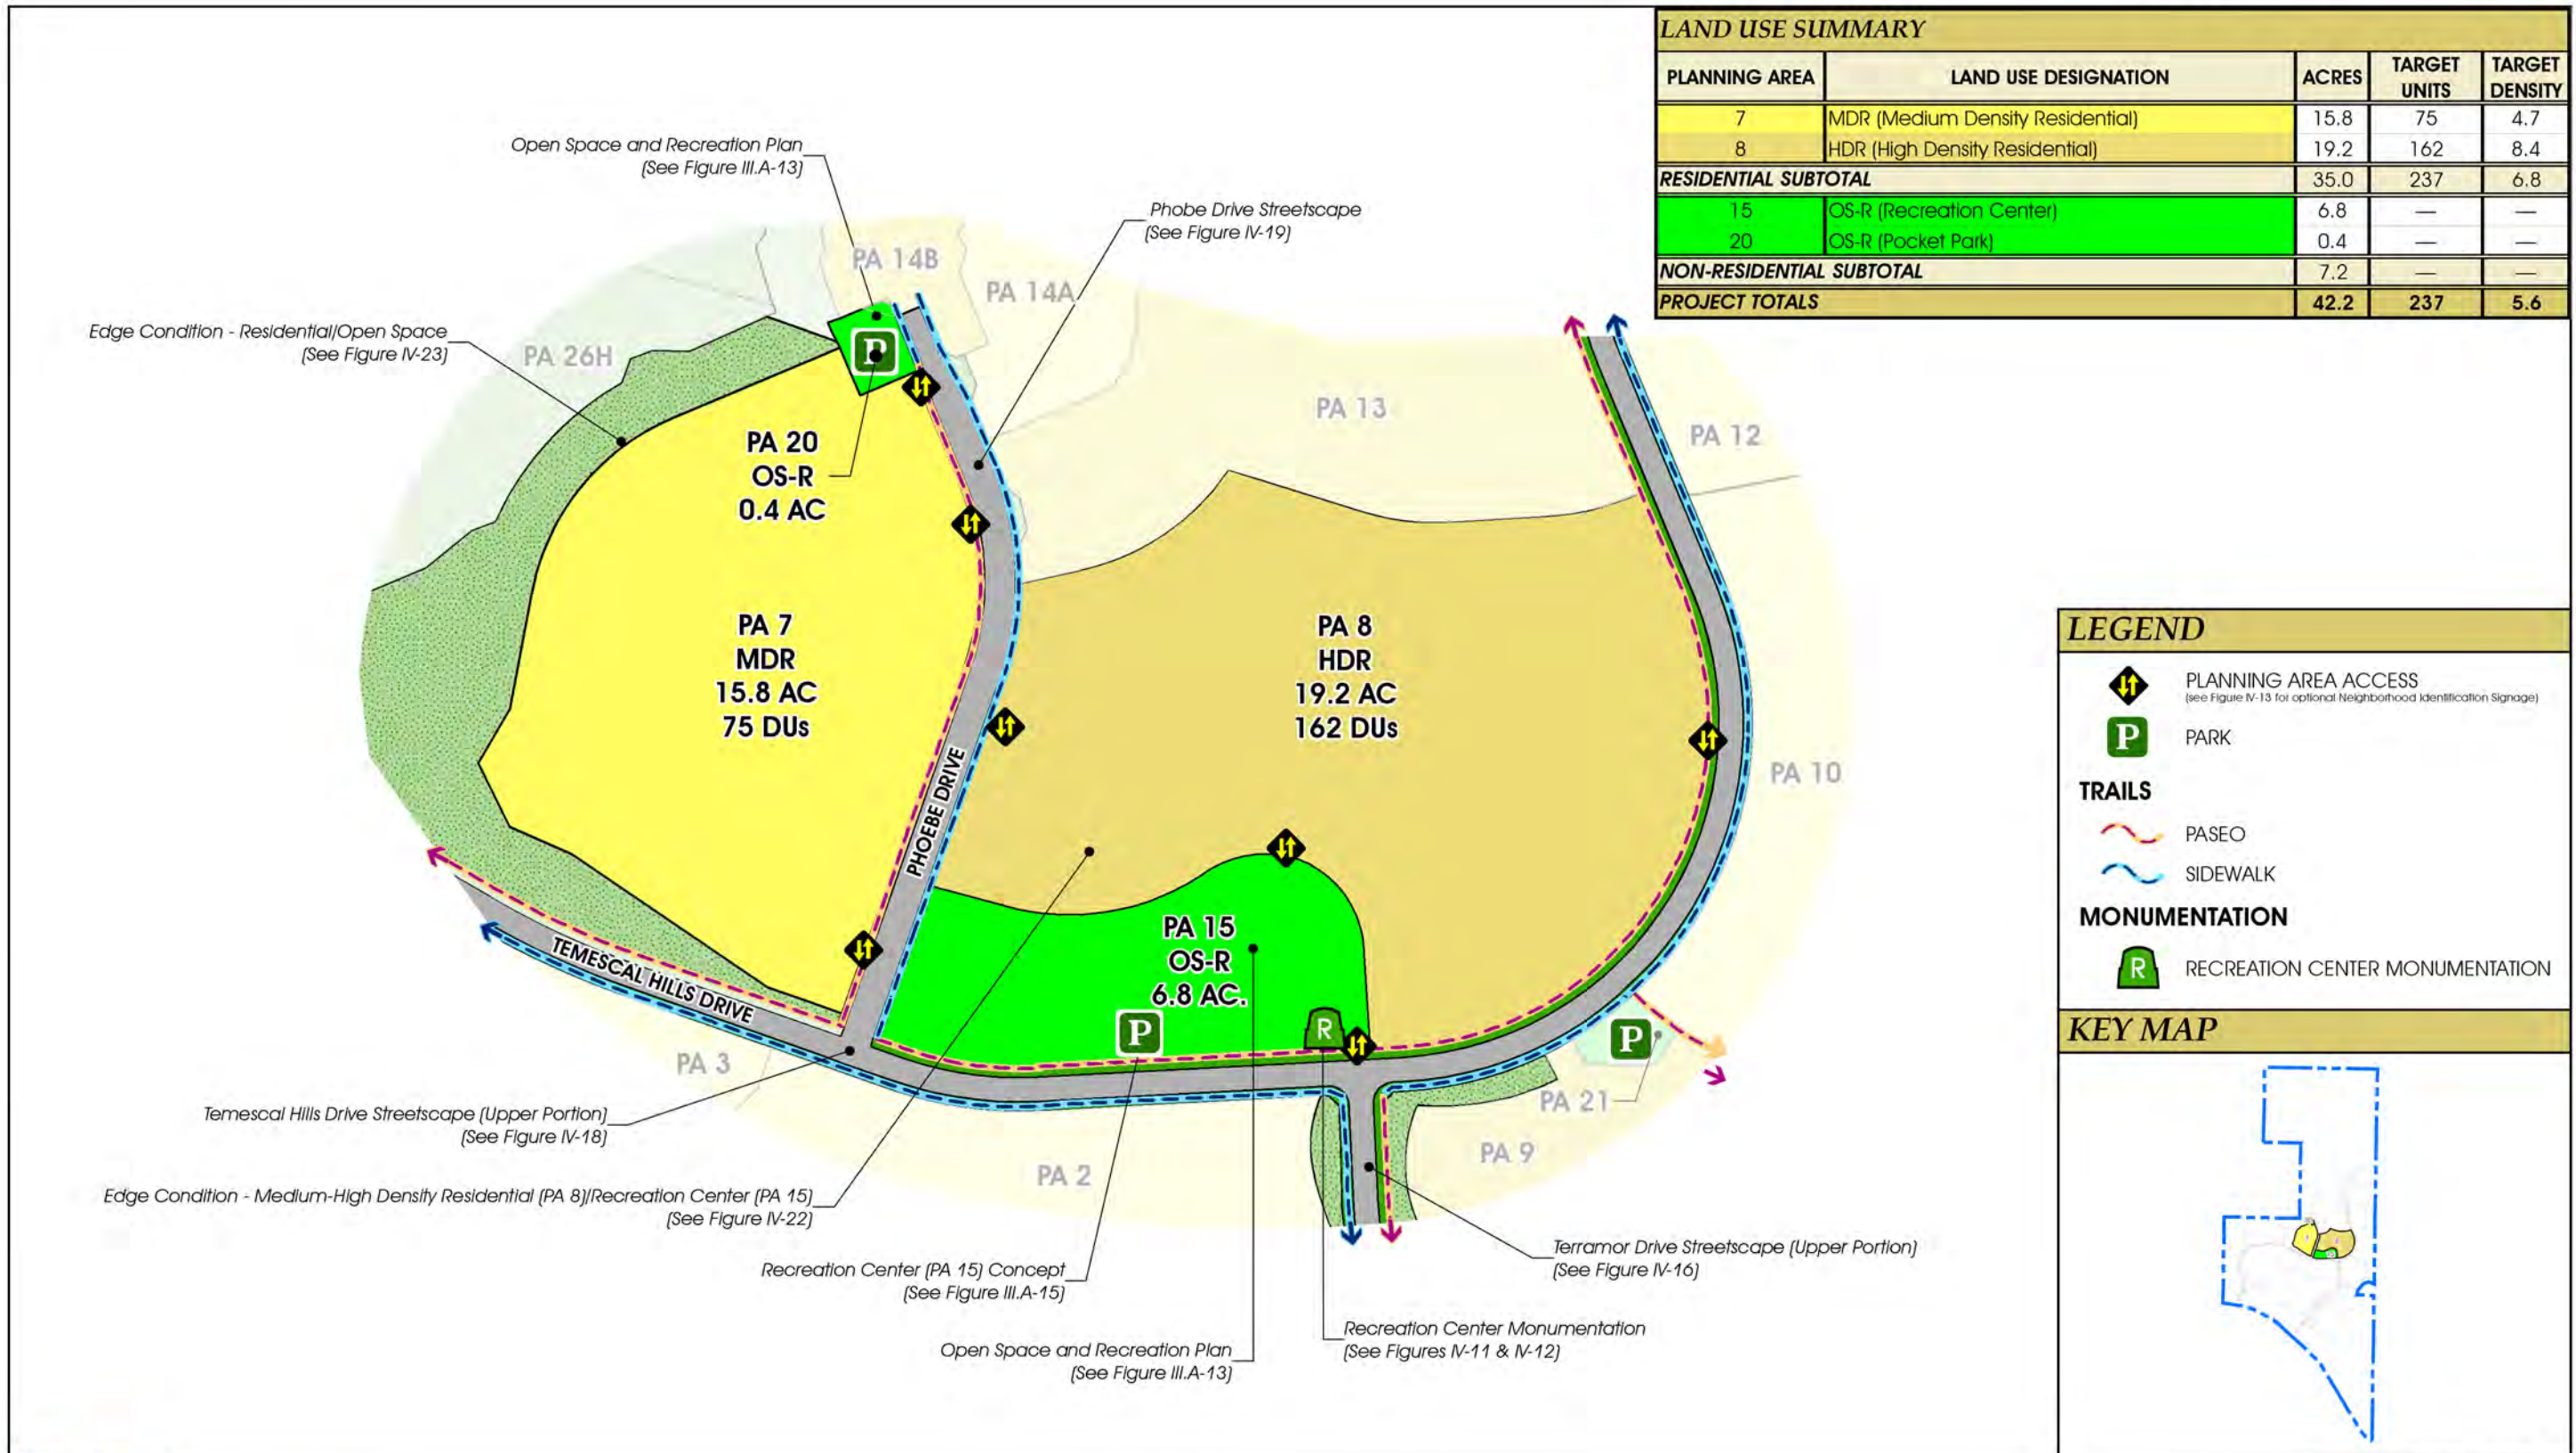 LAND USE SUMMARY
PLANNING AREA LAND USE DESIGNATION ACRES TARGET UNITS TARGET DENSITY
7 MDR (Medium Density Residential) 15.8 75 4.7
8 HDR (High Density Residential) 19.2 162 8.4
RESIDENTIAL SUBTOTAL 35.0 237 6.8
15 OS-R (Recreation Center) 6.8 — —
20 OS-R (Pocket Park) 0.4 — —
NON-RESIDENTIAL SUBTOTAL 7.2 — —
PROJECT TOTALS 42.2 237 5.6
Open Space and Recreation Plan
(See Figure III.A-13)
Phobe Drive Streetscape
(See Figure IV-19)
Edge Condition - Residential/Open Space
(See Figure IV-23)
PA 14B
PA 14A
PA 26H
P
PA 13
PA 12
PA 20
OS-R
0.4 AC
PA 7
MDR
15.8 AC
75 DUs
PA 8
HDR
19.2 AC
162 DUs
PA 10
PHOEBE DRIVE
PA 15
OS-R
6.8 AC.
P
R
P
TEMESCAL HILLS DRIVE
PA 3
PA 21
PA 9
PA 2
Temescal Hills Drive Streetscape (Upper Portion)
(See Figure IV-18)
Edge Condition - Medium-High Density Residential (PA 8)/Recreation Center (PA 15)
(See Figure IV-22)
Recreation Center (PA 15) Concept
(See Figure III.A-15)
Open Space and Recreation Plan
(See Figure III.A-13)
Terramor Drive Streetscape (Upper Portion)
(See Figure IV-16)
Recreation Center Monumentation
(See Figures IV-11 & IV-12)
LEGEND
PLANNING AREA ACCESS
(see Figure IV-13 for optional Neighborhood Identification Signage)
P PARK
TRAILS
PASEO
SIDEWALK
MONUMENTATION
R RECREATION CENTER MONUMENTATION
KEY MAP